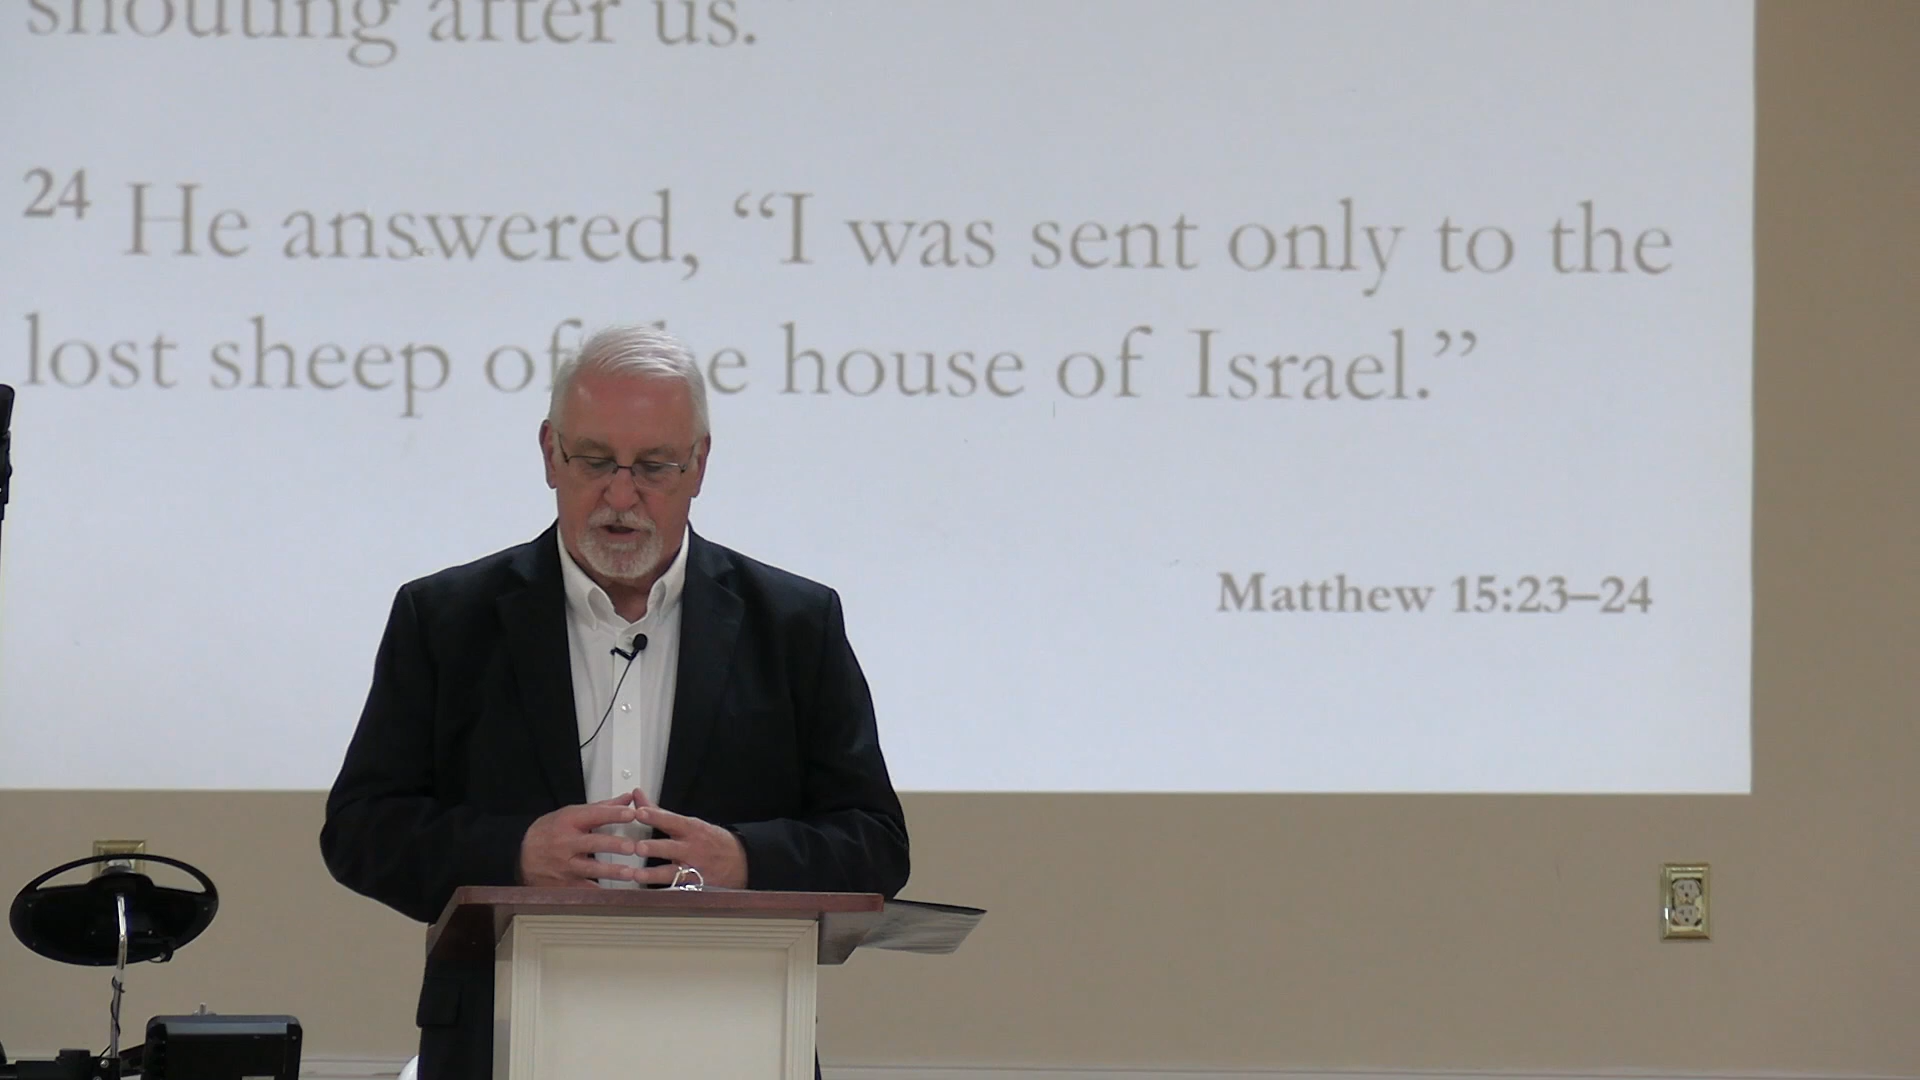 shouting after us.”
24 He answered, “I was sent only to the
lost sheep of the house of Israel.”
Matthew 15:23–24